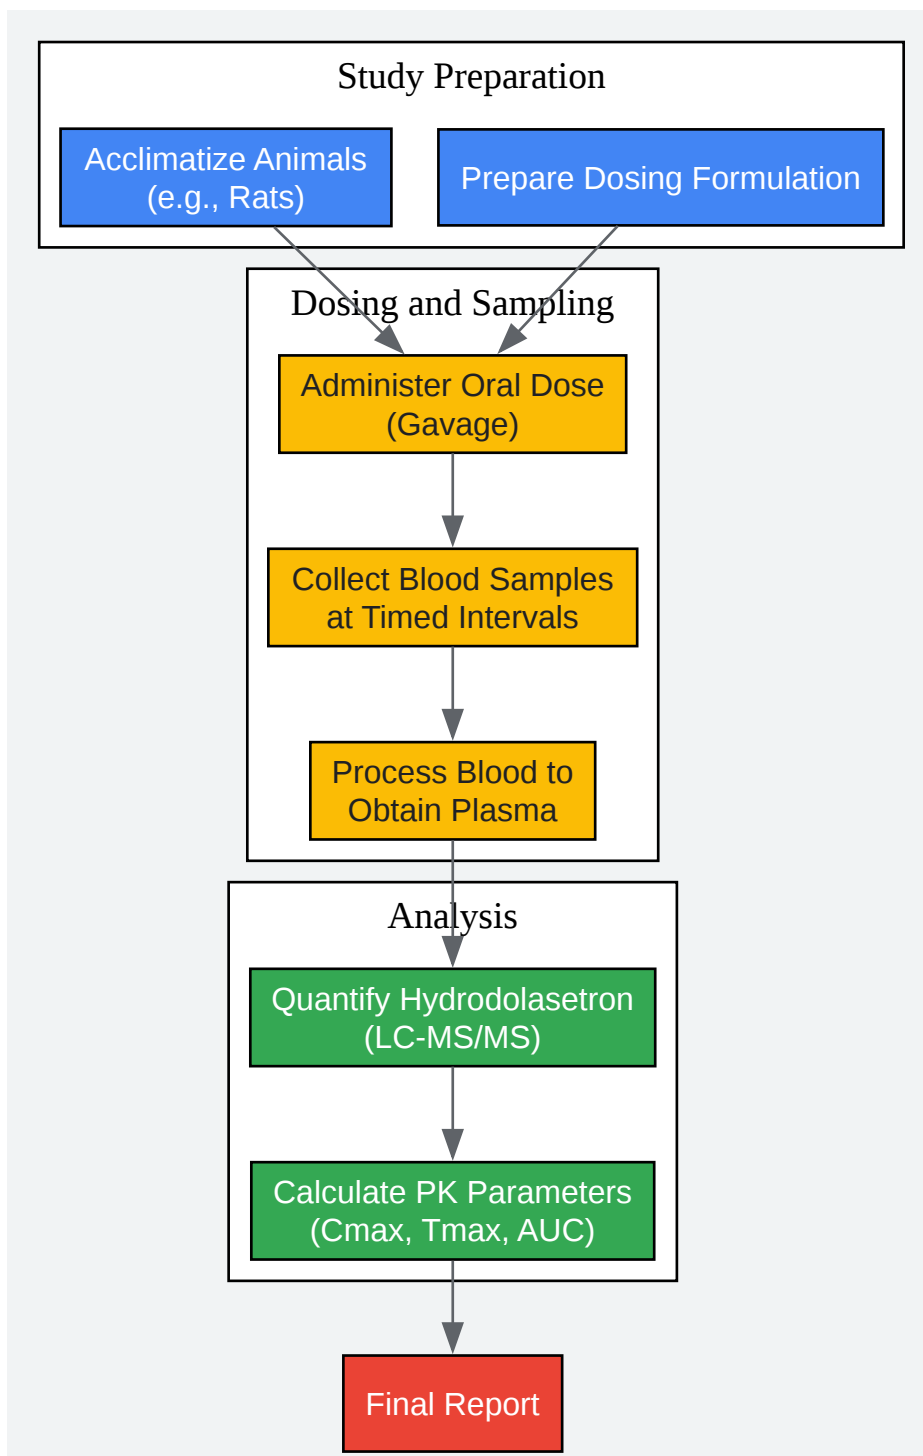 Study Preparation
Acclimatize Animals
(e.g., Rats)
Prepare Dosing Formulation
Dosing and Sampling
Administer Oral Dose
(Gavage)
Collect Blood Samples
at Timed Intervals
Process Blood to
Obtain Plasma
Analysis
Quantify Hydrodolasetron
(LC-MS/MS)
Calculate PK Parameters
(Cmax, Tmax, AUC)
Final Report